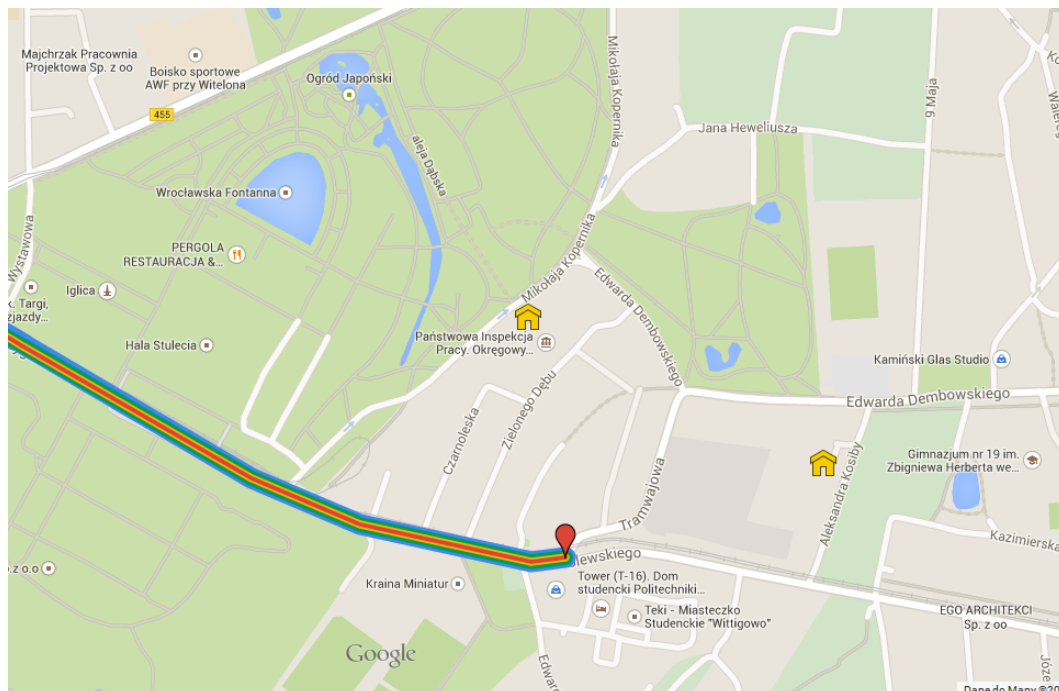 Majchrzak Pracownia
Projektowa Sp. z oo
Boisko sportowe
AWF przy Witelona
Ogród Japoński
455
aleja Dąbska
Mikołaja Kopernika
Jana Heweliusza
9 Maja
Wrocławska Fontanna
Wystawowa
PERGOLA
RESTAURACJA &...
Iglica
Targi,
Mikołaja Kopernika
Edwarda Dembowskiego
Hala Stulecia
Państwowa Inspekcja
Pracy. Okręgowy...
Kamiński Glas Studio
Edwarda Dembowskiego
Czarnoleska
Zielonego Dębu
Tramwajowa
Aleksandra Kosiby
Gimnazjum nr 19 im.
Zbigniewa Herberta we...
Kazimierska
Kraina Miniatur
Tower (T-16). Dom
studencki Politechniki...
Teki - Miasteczko
Studenckie "Wittigowo"
EGO ARCHITEKCI
Sp. z oo
Google